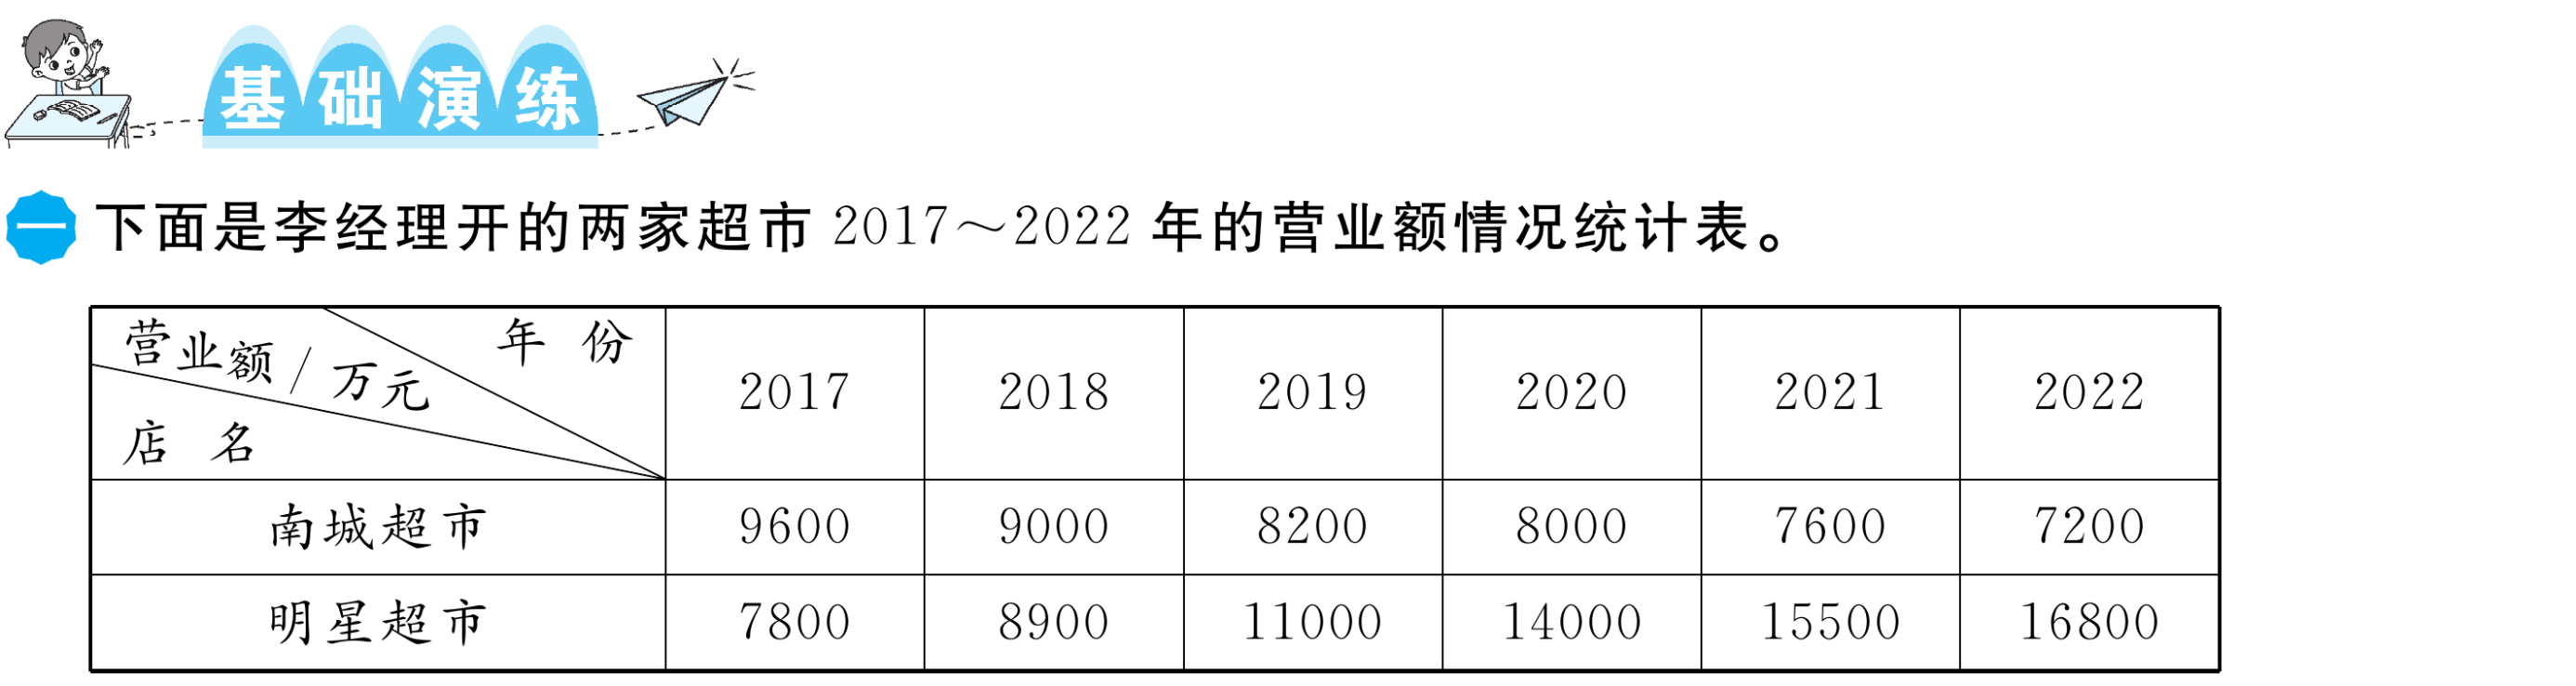 基础演练
一 下面是李经理开的两家超市 2017~2022 年的营业额情况统计表。
营业额/万元 年份 店名 2017 2018 2019 2020 2021 2022
南城超市 9600 9000 8200 8000 7600 7200
明星超市 7800 8900 11000 14000 15500 16800